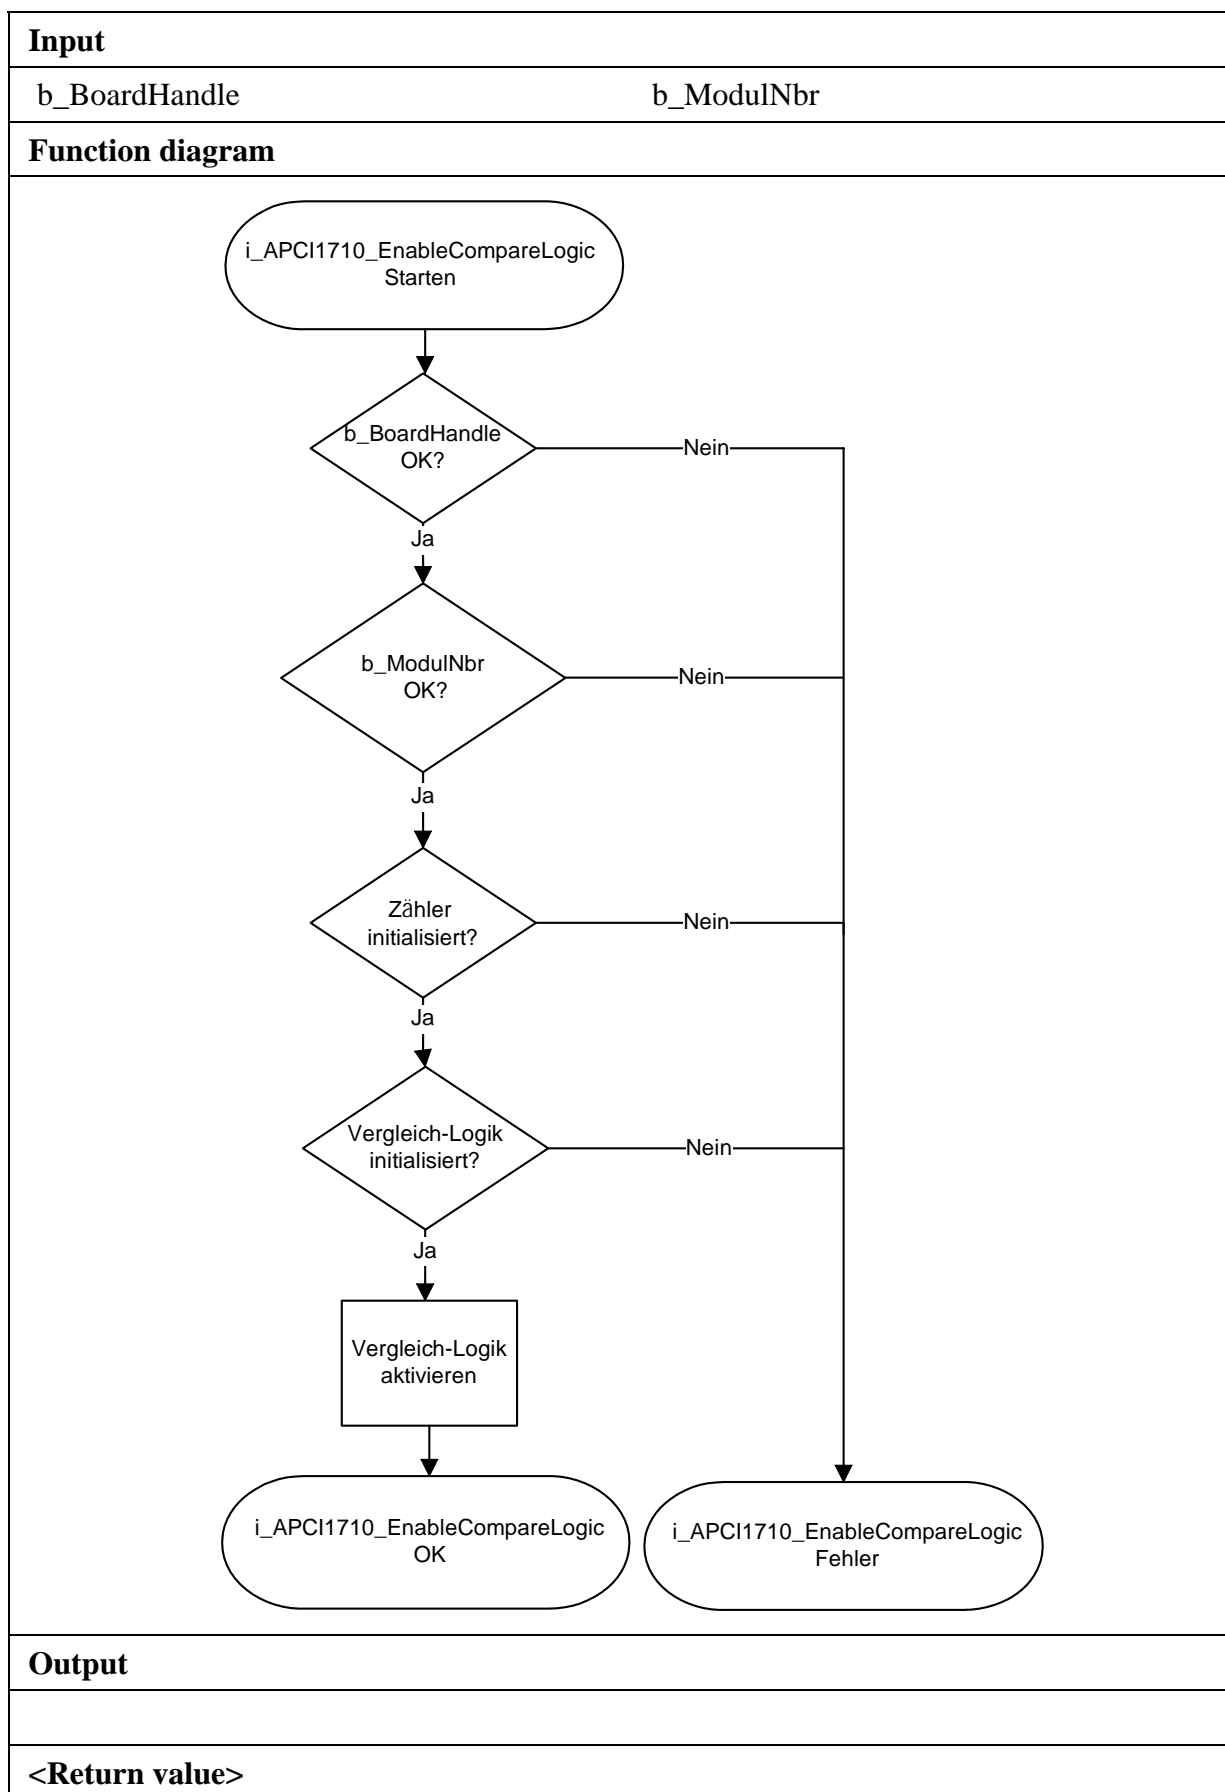 Input
b_BoardHandle b_ModulNbr
Function diagram
i_APCI1710_EnableCompareLogic
Starten
b_BoardHandle
OK?
Nein
Ja
b_ModulNbr
OK?
Nein
Ja
Zähler
initialisiert?
Nein
Ja
Vergleich-Logik
initialisiert?
Nein
Ja
Vergleich-Logik
aktivieren
i_APCI1710_EnableCompareLogic
OK
i_APCI1710_EnableCompareLogic
Fehler
Output
<Return value>